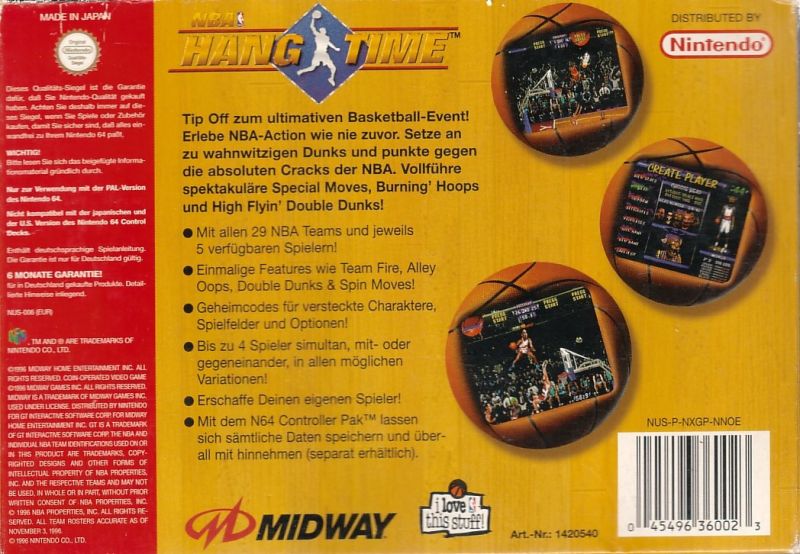 MADE IN JAPAN
Original
Nintendo
Qualitäts-
Siegel
Dieses Qualitäts-Siegel ist die Garantie
dafür, daß Sie Nintendo-Qualität gekauft
haben. Achten Sie deshalb immer auf die-
ses Siegel, wenn Sie Spiele oder Zubehör
kaufen, damit Sie sicher sind, daß alles ein-
wandfrei zu Ihrem Nintendo 64 paßt.
WICHTIG!
Bitte lesen Sie sich das beigefügte Informa-
tionsmaterial gründlich durch.
Nur zur Verwendung mit der PAL-Version
des Nintendo 64.
Nicht kompatibel mit der japanischen und
der U.S. Version des Nintendo 64 Control
Decks.
Enthält deutschsprachige Spielanleitung.
Die Garantie ist nur für Deutschland gültig.
6 MONATE GARANTIE!
für in Deutschland gekaufte Produkte. Detail-
lierte Hinweise inliegend.
NUS-006 (EUR)
, TM AND ® ARE TRADEMARKS OF
NINTENDO CO., LTD.
©1996 MIDWAY HOME ENTERTAINMENT INC. ALL
RIGHTS RESERVED. COIN-OPERATED VIDEO GAME
©1996 MIDWAY GAMES INC. ALL RIGHTS RESERVED.
MIDWAY IS A TRADEMARK OF MIDWAY GAMES INC.
USED UNDER LICENSE. DISTRIBUTED BY NINTENDO
FOR GT INTERACTIVE SOFTWARE CORP. FOR MIDWAY
HOME ENTERTAINMENT INC. GT IS A TRADEMARK
OF GT INTERACTIVE SOFTWARE CORP. THE NBA AND
INDIVIDUAL NBA TEAM IDENTIFICATIONS USED ON OR
IN THIS PRODUCT ARE TRADEMARKS, COPY-
RIGHTED DESIGNS AND OTHER FORMS OF
INTELLECTUAL PROPERTY OF NBA PROPERTIES,
INC. AND THE RESPECTIVE TEAMS AND MAY NOT
BE USED, IN WHOLE OR IN PART, WITHOUT PRIOR
WRITTEN CONSENT OF NBA PROPERTIES, INC.
© 1996 NBA PROPERTIES, INC. ALL RIGHTS RE-
SERVED. ALL TEAM ROSTERS ACCURATE AS OF
NOVEMBER 3, 1996.
© 1996 NINTENDO CO., LTD.
NBA
HANG TIME™
Tip Off zum ultimativen Basketball-Event!
Erlebe NBA-Action wie nie zuvor. Setze an
zu wahnwitzigen Dunks und punkte gegen
die absoluten Cracks der NBA. Vollführe
spektakuläre Special Moves, Burning' Hoops
und High Flyin' Double Dunks!
● Mit allen 29 NBA Teams und jeweils
5 verfügbaren Spielern!
● Einmalige Features wie Team Fire, Alley
Oops, Double Dunks & Spin Moves!
● Geheimcodes für versteckte Charaktere,
Spielfelder und Optionen!
● Bis zu 4 Spieler simultan, mit- oder
gegeneinander, in allen möglichen
Variationen!
● Erschaffe Deinen eigenen Spieler!
● Mit dem N64 Controller Pak™ lassen
sich sämtliche Daten speichern und über-
all mit hinnehmen (separat erhältlich).
MIDWAY
i love
this stuff!
Art.-Nr.: 1420540
DISTRIBUTED BY
Nintendo
PRESS START
PRESS START
CREATE PLAYER
PRESS START
PRESS START
PRESS START
NUS-P-NXGP-NNOE
0 45496 36002 3